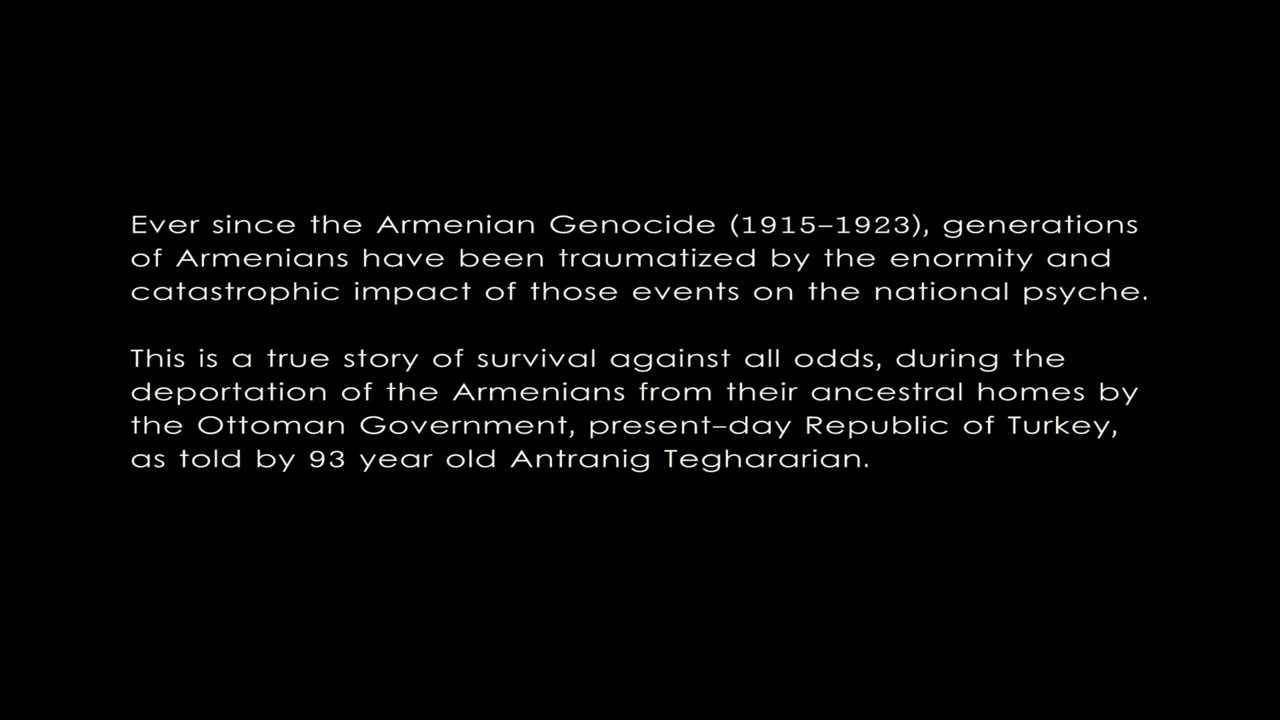 Ever since the Armenian Genocide (1915–1923), generations
of Armenians have been traumatized by the enormity and
catastrophic impact of those events on the national psyche.
This is a true story of survival against all odds, during the
deportation of the Armenians from their ancestral homes by
the Ottoman Government, present–day Republic of Turkey,
as told by 93 year old Antranig Teghararian.